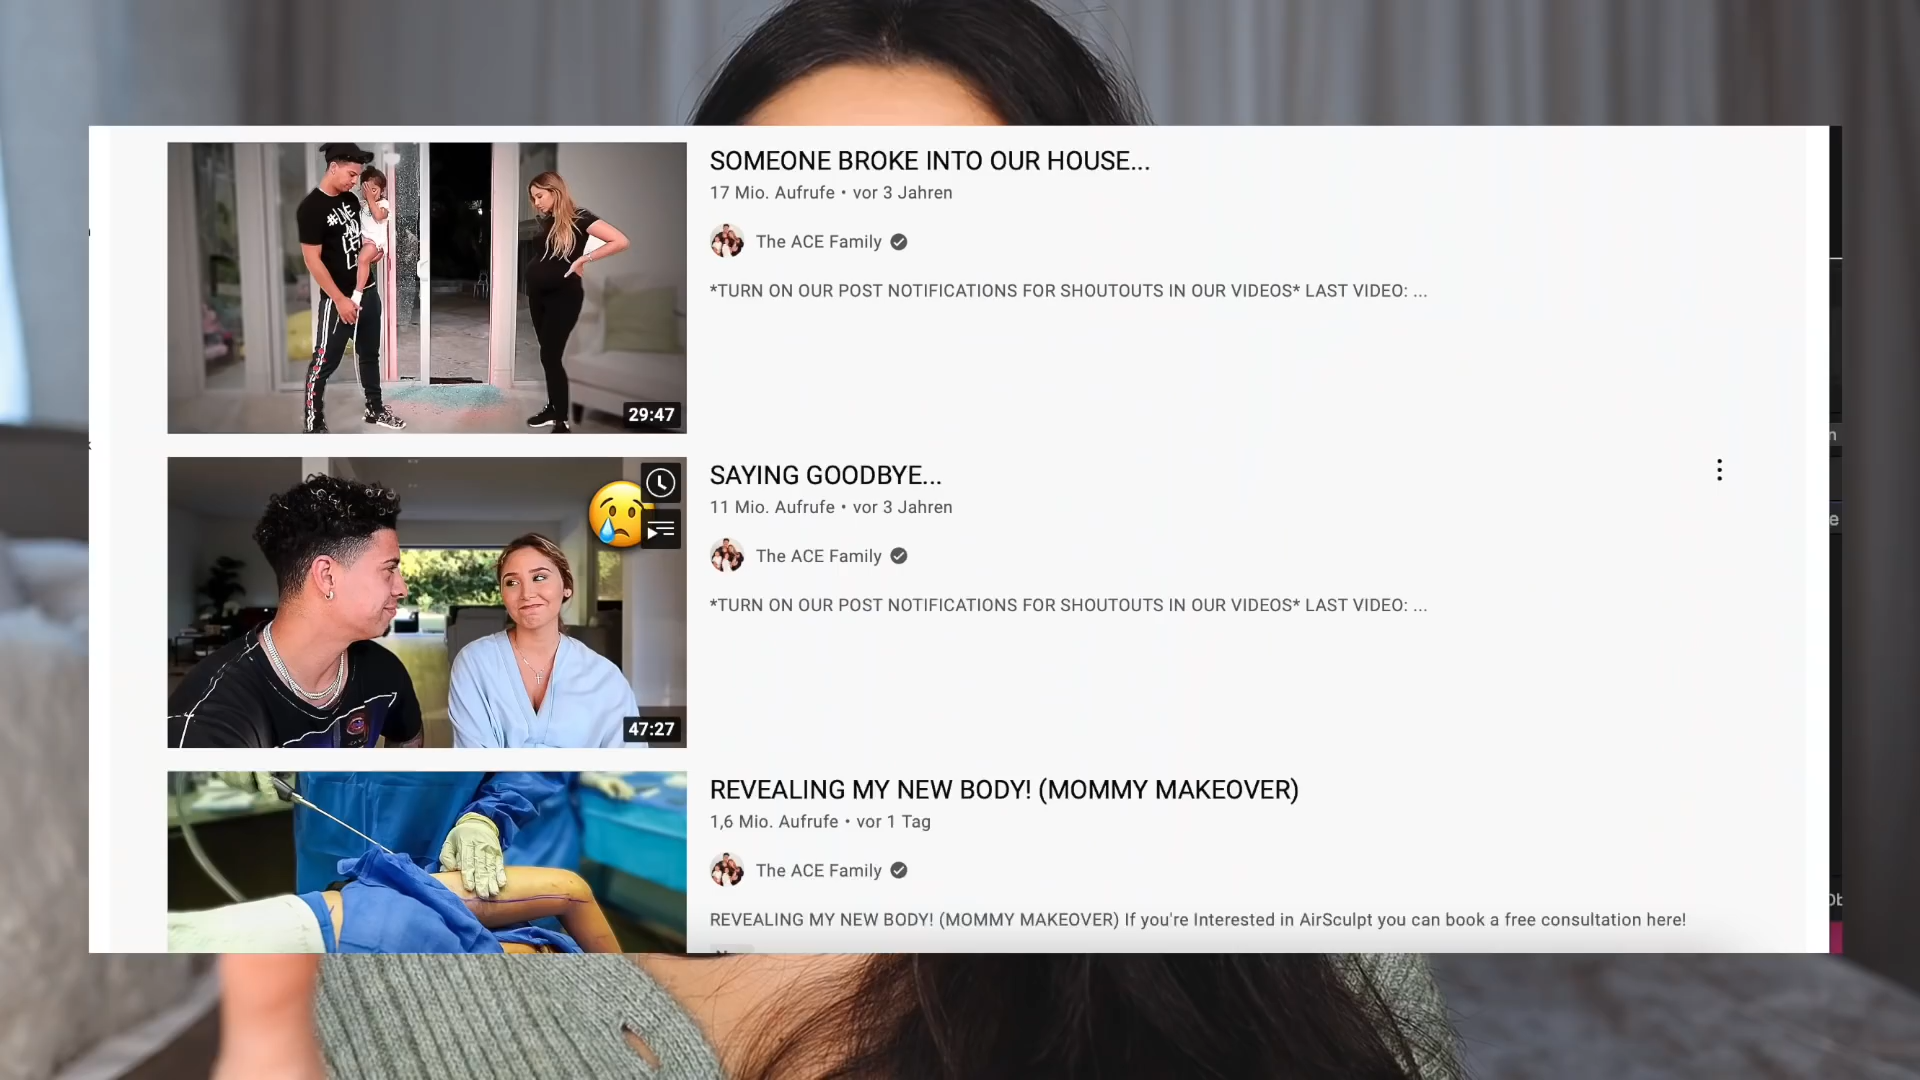 SOMEONE BROKE INTO OUR HOUSE...
17 Mio. Aufrufe • vor 3 Jahren
The ACE Family
*TURN ON OUR POST NOTIFICATIONS FOR SHOUTOUTS IN OUR VIDEOS* LAST VIDEO: ...
#LIVE
AND
LET
29:47
SAYING GOODBYE...
11 Mio. Aufrufe • vor 3 Jahren
The ACE Family
*TURN ON OUR POST NOTIFICATIONS FOR SHOUTOUTS IN OUR VIDEOS* LAST VIDEO: ...
47:27
REVEALING MY NEW BODY! (MOMMY MAKEOVER)
1,6 Mio. Aufrufe • vor 1 Tag
The ACE Family
REVEALING MY NEW BODY! (MOMMY MAKEOVER) If you're Interested in AirSculpt you can book a free consultation here!